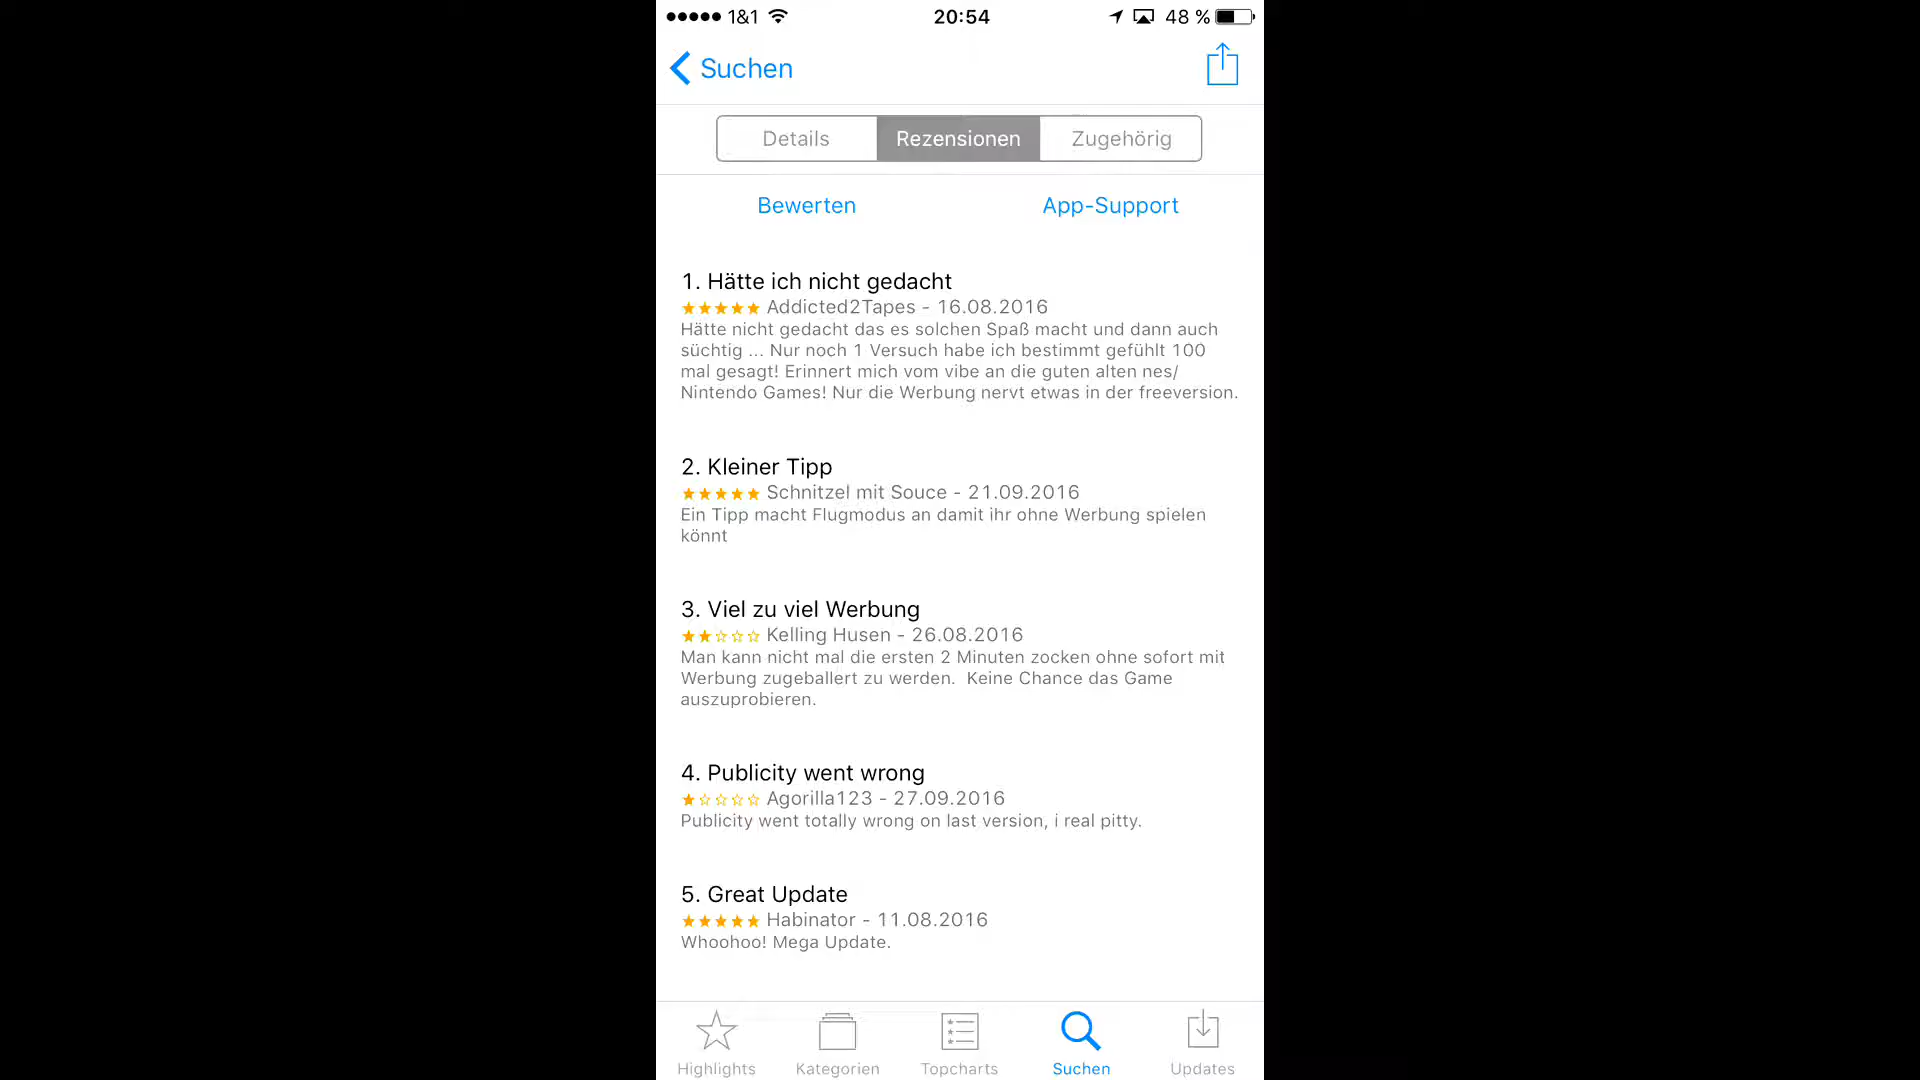 1&1 20:54 48 %
Suchen
Details Rezensionen Zugehörig
Bewerten App-Support
1. Hätte ich nicht gedacht
Addicted2Tapes - 16.08.2016
Hätte nicht gedacht das es solchen Spaß macht und dann auch
süchtig ... Nur noch 1 Versuch habe ich bestimmt gefühlt 100
mal gesagt! Erinnert mich vom vibe an die guten alten nes/
Nintendo Games! Nur die Werbung nervt etwas in der freeversion.
2. Kleiner Tipp
Schnitzel mit Souce - 21.09.2016
Ein Tipp macht Flugmodus an damit ihr ohne Werbung spielen
könnt
3. Viel zu viel Werbung
Kelling Husen - 26.08.2016
Man kann nicht mal die ersten 2 Minuten zocken ohne sofort mit
Werbung zugeballert zu werden.  Keine Chance das Game
auszuprobieren.
4. Publicity went wrong
Agorilla123 - 27.09.2016
Publicity went totally wrong on last version, i real pitty.
5. Great Update
Habinator - 11.08.2016
Whoohoo! Mega Update.
Highlights Kategorien Topcharts Suchen Updates